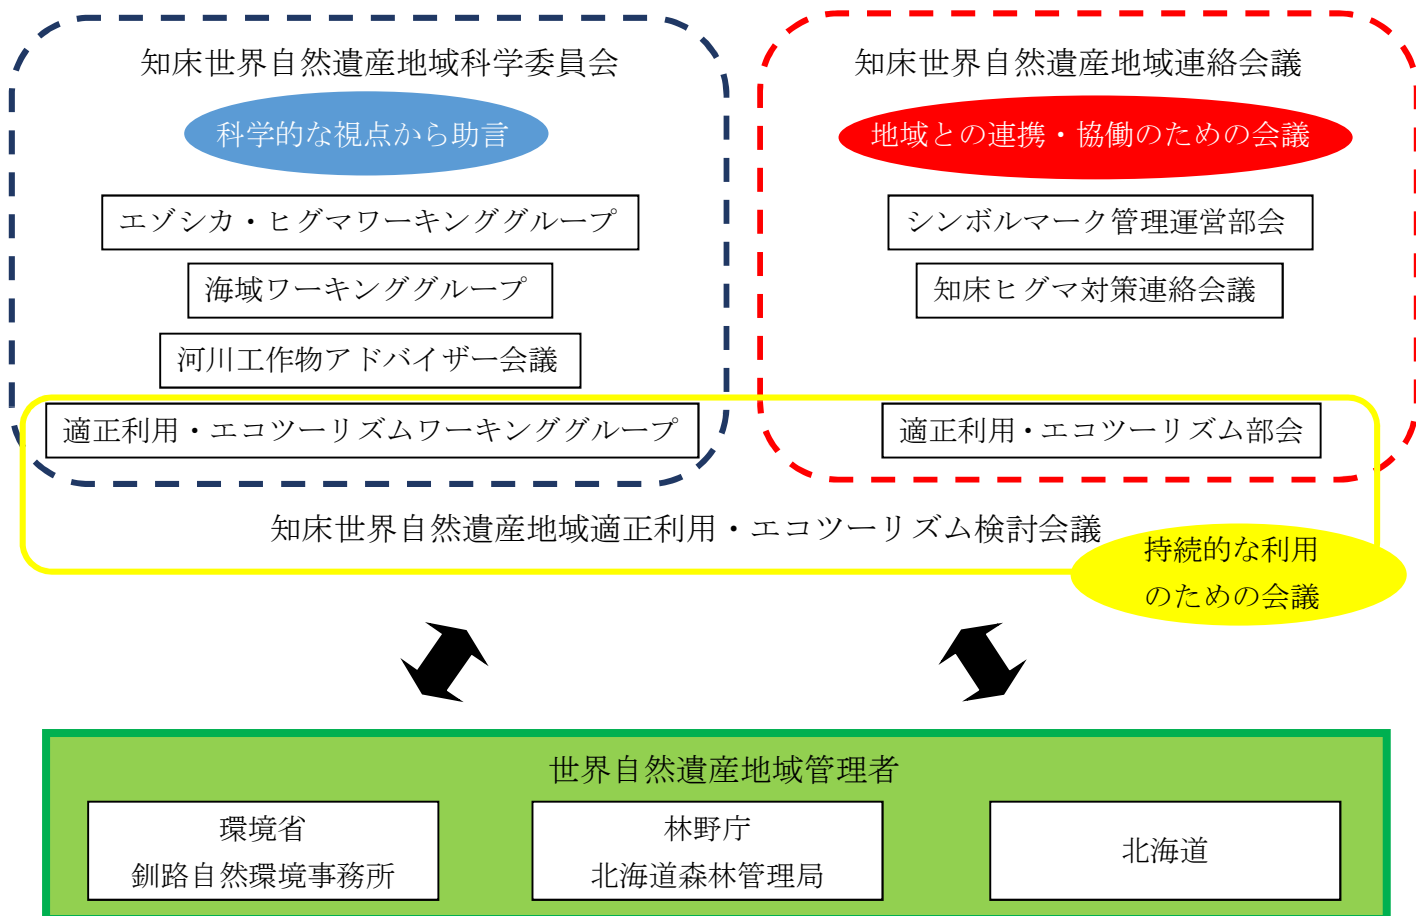 知床世界自然遺産地域科学委員会
科学的な視点から助言
エゾシカ・ヒグマワーキンググループ
海域ワーキンググループ
河川工作物アドバイザー会議
適正利用・エコツーリズムワーキンググループ
知床世界自然遺産地域連絡会議
地域との連携・協働のための会議
シンボルマーク管理運営部会
知床ヒグマ対策連絡会議
適正利用・エコツーリズム部会
知床世界自然遺産地域適正利用・エコツーリズム検討会議
持続的な利用
のための会議
世界自然遺産地域管理者
環境省
釧路自然環境事務所
林野庁
北海道森林管理局
北海道